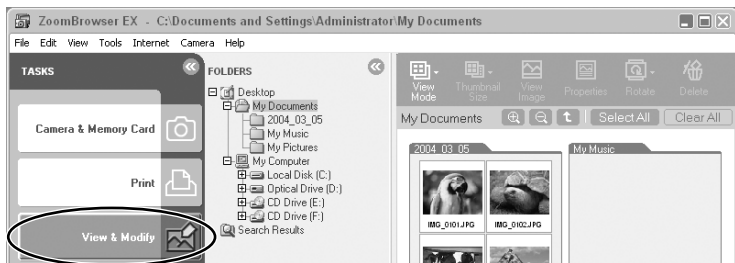 ZoomBrowser EX - C:\Documents and Settings\Administrator\My Documents
File Edit View Tools Internet Camera Help
TASKS
Camera & Memory Card
Print
View & Modify
FOLDERS
Desktop
My Documents
2004_03_05
My Music
My Pictures
My Computer
Local Disk (C:)
Optical Drive (D:)
CD Drive (E:)
CD Drive (F:)
Search Results
View Mode
Thumbnail Size
View Image
Properties
Rotate
Delete
My Documents
Select All
Clear All
2004_03_05
My Music
IMG_0101.JPG
IMG_0102.JPG